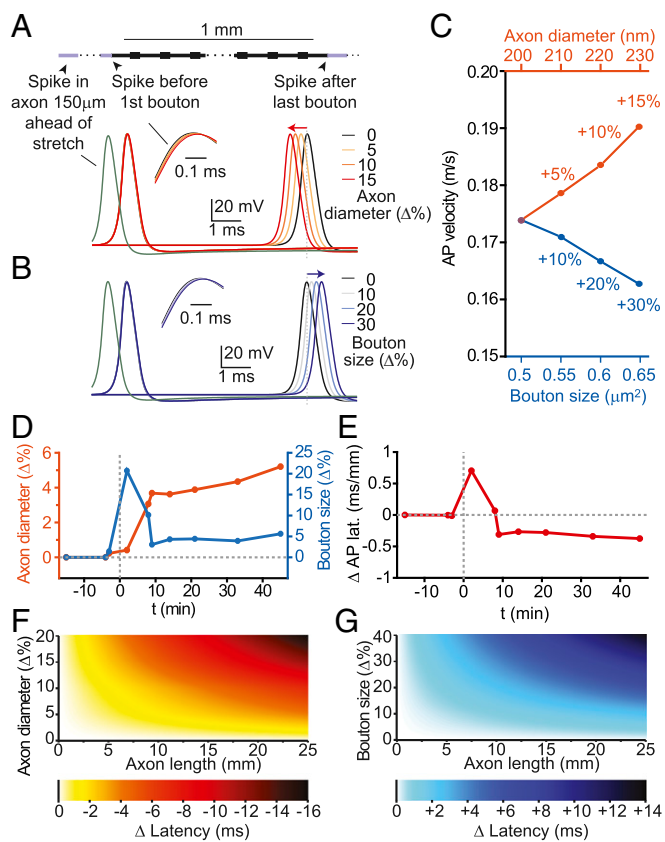 A
1 mm
Spike in
axon 150µm
ahead of
stretch
Spike before
1st bouton
Spike after
last bouton
0.1 ms
20 mV
1 ms
0
5
10
15
Axon
diameter (Δ%)
B
0.1 ms
20 mV
1 ms
0
10
20
30
Bouton
size (Δ%)
C
Axon diameter (nm)
200 210 220 230
0.20
0.19
0.18
0.17
0.16
0.15
AP velocity (m/s)
+15%
+10%
+5%
+10%
+20%
+30%
0.5 0.55 0.6 0.65
Bouton size (µm²)
D
Axon diameter (Δ%)
6
4
2
0
25
20
15
10
5
0
Bouton size (Δ%)
-10 0 10 20 30 40
t (min)
E
Δ AP lat. (ms/mm)
1
0.5
0
-0.5
-1
-10 0 10 20 30 40
t (min)
F
Axon diameter (Δ%)
20
15
10
5
0
0 5 10 15 20 25
Axon length (mm)
0 -2 -4 -6 -8 -10 -12 -14 -16
Δ Latency (ms)
G
Bouton size (Δ%)
40
30
20
10
0
0 5 10 15 20 25
Axon length (mm)
0 +2 +4 +6 +8 +10 +12 +14
Δ Latency (ms)